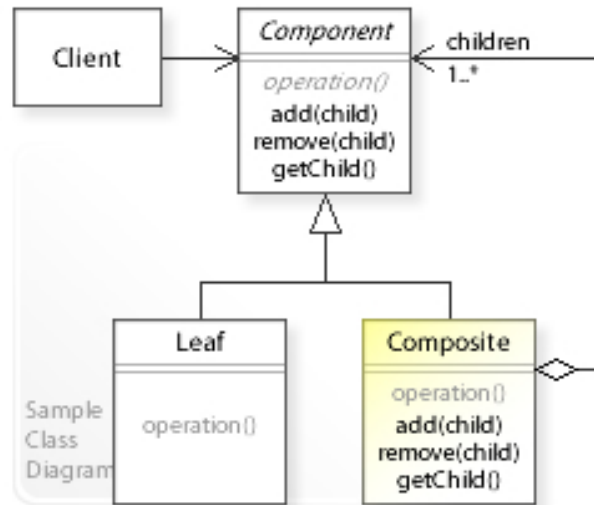 Client
Component
operation()
add(child)
remove(child)
getChild()
children
1..*
Leaf
operation()
Composite
operation()
add(child)
remove(child)
getChild()
Sample
Class
Diagram